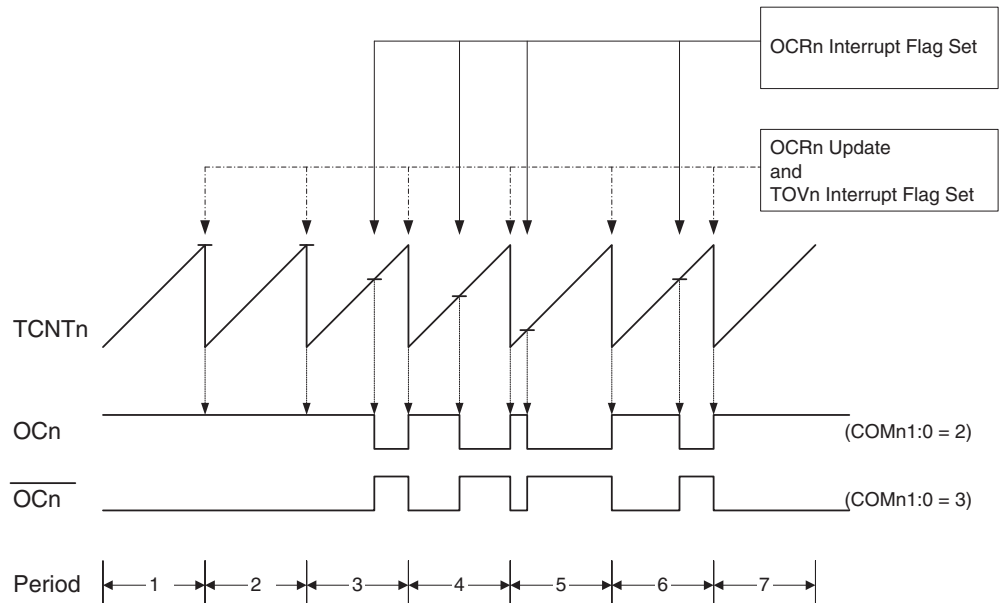 OCRn Interrupt Flag Set
OCRn Update
and
TOVn Interrupt Flag Set
TCNTn
OCn
(COMn1:0 = 2)
OCn
(COMn1:0 = 3)
Period
1
2
3
4
5
6
7